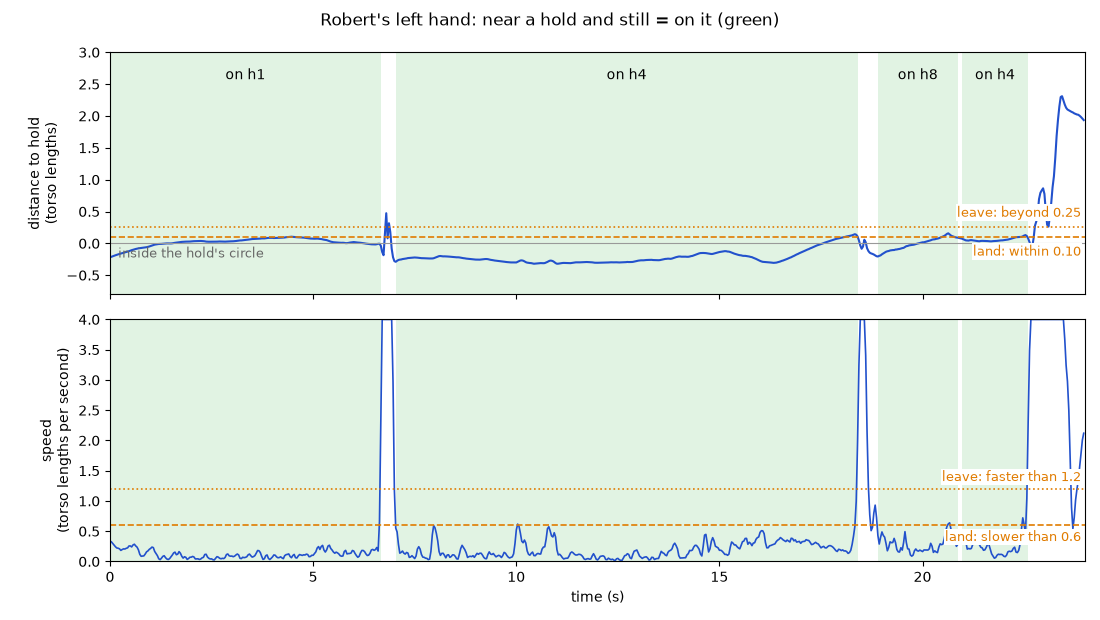 Robert's left hand: near a hold and still = on it (green)
3.0
2.5
2.0
1.5
1.0
0.5
0.0
−0.5
distance to hold
(torso lengths)
on h1
on h4
on h8
on h4
leave: beyond 0.25
inside the hold's circle
land: within 0.10
4.0
3.5
3.0
2.5
2.0
1.5
1.0
0.5
0.0
speed
(torso lengths per second)
leave: faster than 1.2
land: slower than 0.6
0
5
10
15
20
time (s)